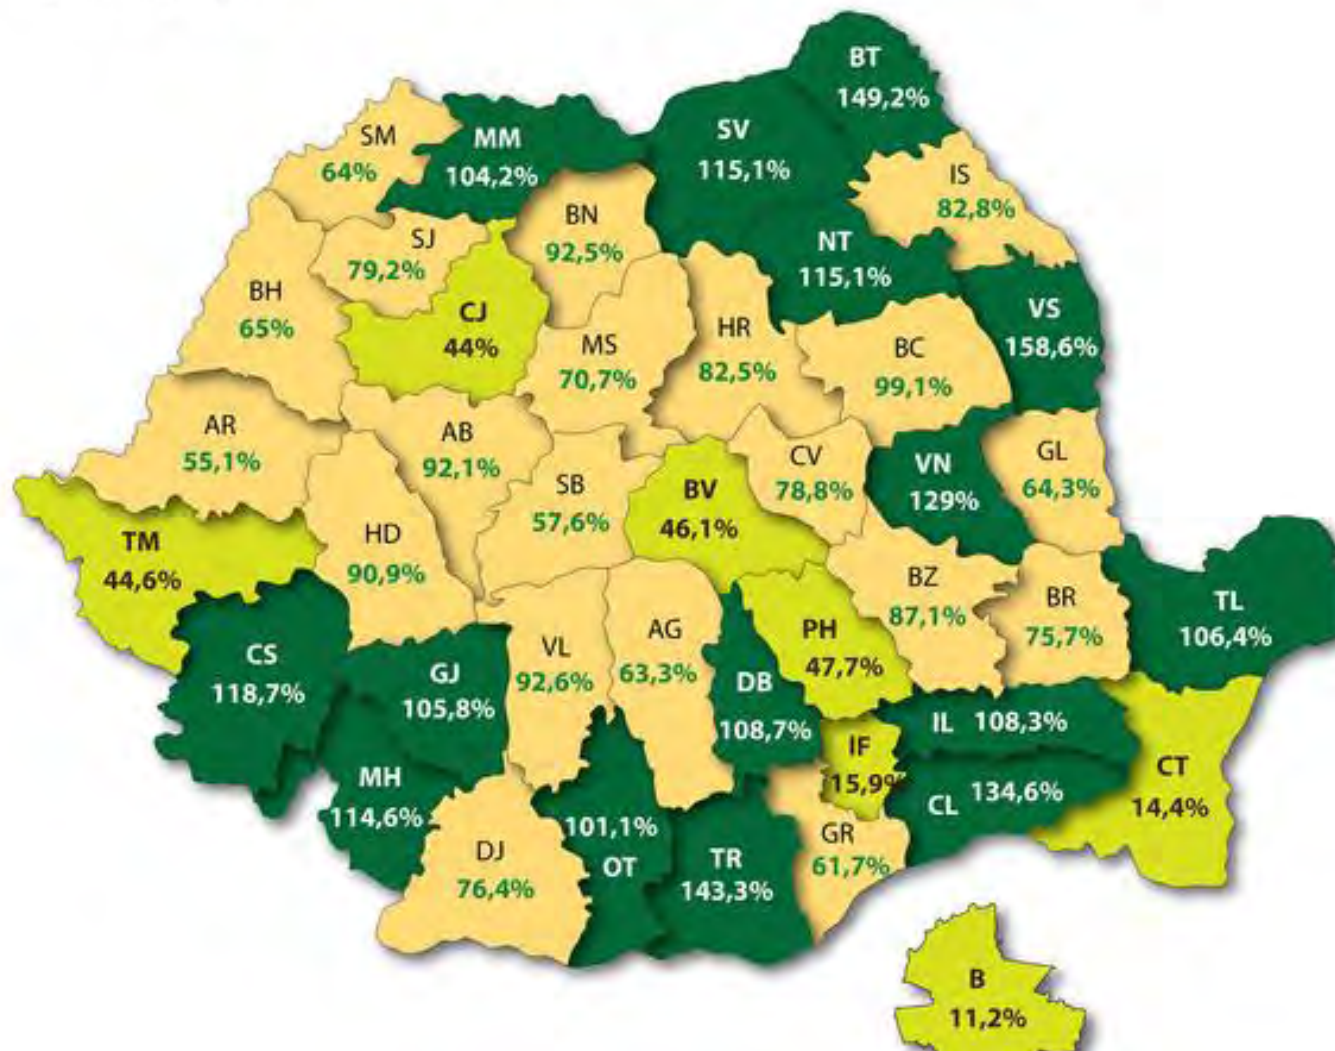 BT
149,2%
SV
115,1%
SM
64%
MM
104,2%
IS
82,8%
BN
92,5%
SJ
79,2%
NT
115,1%
BH
65%
CJ
44%
VS
158,6%
HR
82,5%
MS
70,7%
BC
99,1%
AR
55,1%
AB
92,1%
CV
78,8%
VN
129%
GL
64,3%
SB
57,6%
BV
46,1%
TM
44,6%
HD
90,9%
BZ
87,1%
BR
75,7%
TL
106,4%
CS
118,7%
GJ
105,8%
VL
92,6%
AG
63,3%
PH
47,7%
DB
108,7%
IL 108,3%
IF
15,9%
CT
14,4%
MH
114,6%
CL 134,6%
101,1%
OT
DJ
76,4%
TR
143,3%
GR
61,7%
B
11,2%